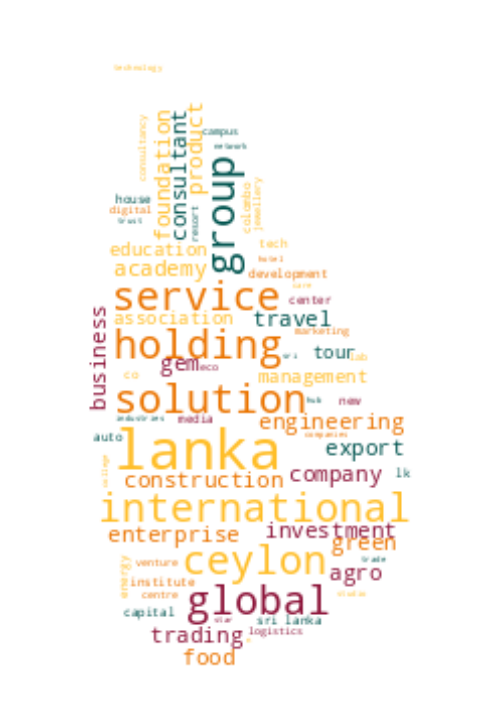 technology
consultancy
foundation
consultant
product
campus
network
group
house
digital
trust
resort
colombo
jewellery
education
tech
hotel
academy
development
care
service
center
business
association
travel
marketing
holding
tour
lab
sri
gem
eco
co
management
solution
hub
new
industries
media
engineering
auto
companies
lanka
export
college
construction
company
lk
international
enterprise
investment
green
ceylon
trade
energy
venture
agro
institute
centre
global
studio
capital
star
sri lanka
trading
logistics
food